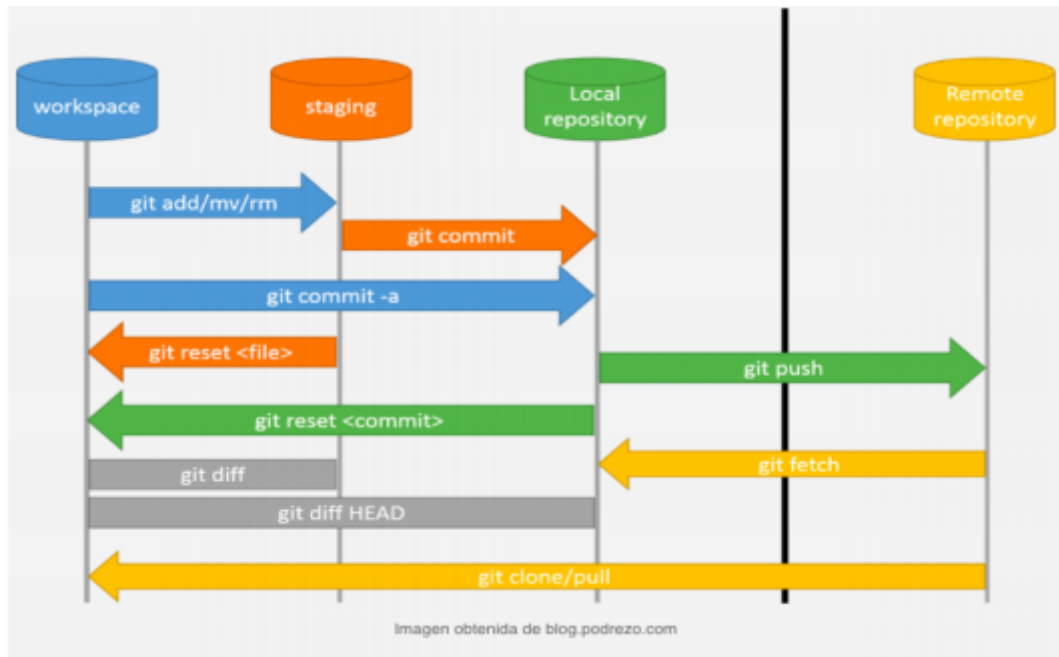 workspace
staging
Local
repository
Remote
repository
git add/mv/rm
git commit
git commit -a
git reset <file>
git push
git reset <commit>
git fetch
git diff
git diff HEAD
git clone/pull
Imagen obtenida de blog.podrezo.com